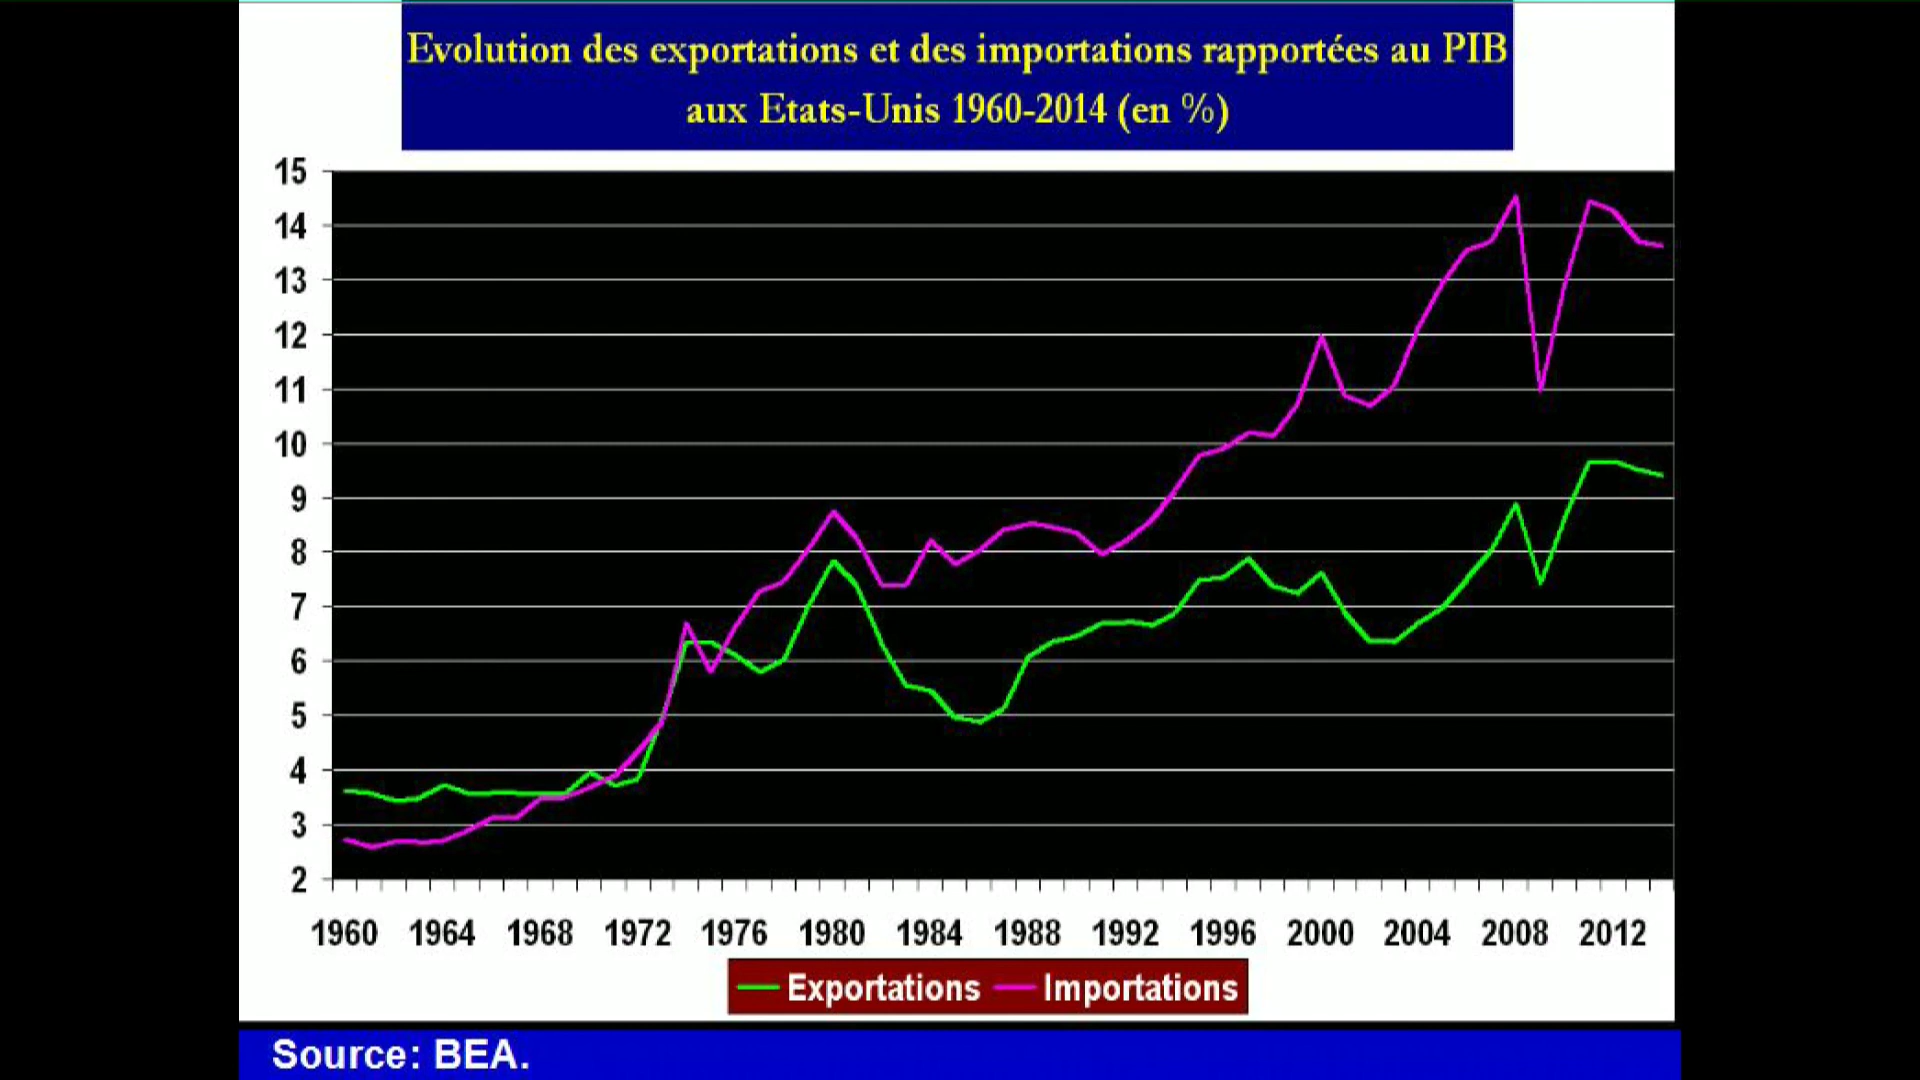 Evolution des exportations et des importations rapportées au PIB
aux Etats-Unis 1960-2014 (en %)
15
14
13
12
11
10
9
8
7
6
5
4
3
2
1960 1964 1968 1972 1976 1980 1984 1988 1992 1996 2000 2004 2008 2012
Exportations Importations
Source: BEA.